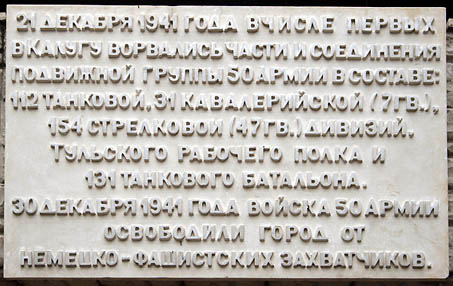 21 ДЕКАБРЯ 1941 ГОДА В ЧИСЛЕ ПЕРВЫХ
В КАЛУГУ ВОРВАЛИСЬ ЧАСТИ И СОЕДИНЕНИЯ
ПОДВИЖНОЙ ГРУППЫ 50 АРМИИ В СОСТАВЕ:
112 ТАНКОВОЙ, 31 КАВАЛЕРИЙСКОЙ (7 ГВ.),
154 СТРЕЛКОВОЙ (47 ГВ.) ДИВИЗИЙ,
ТУЛЬСКОГО РАБОЧЕГО ПОЛКА И
131 ТАНКОВОГО БАТАЛЬОНА.
30 ДЕКАБРЯ 1941 ГОДА ВОЙСКА 50 АРМИИ
ОСВОБОДИЛИ ГОРОД ОТ
НЕМЕЦКО-ФАШИСТСКИХ ЗАХВАТЧИКОВ.